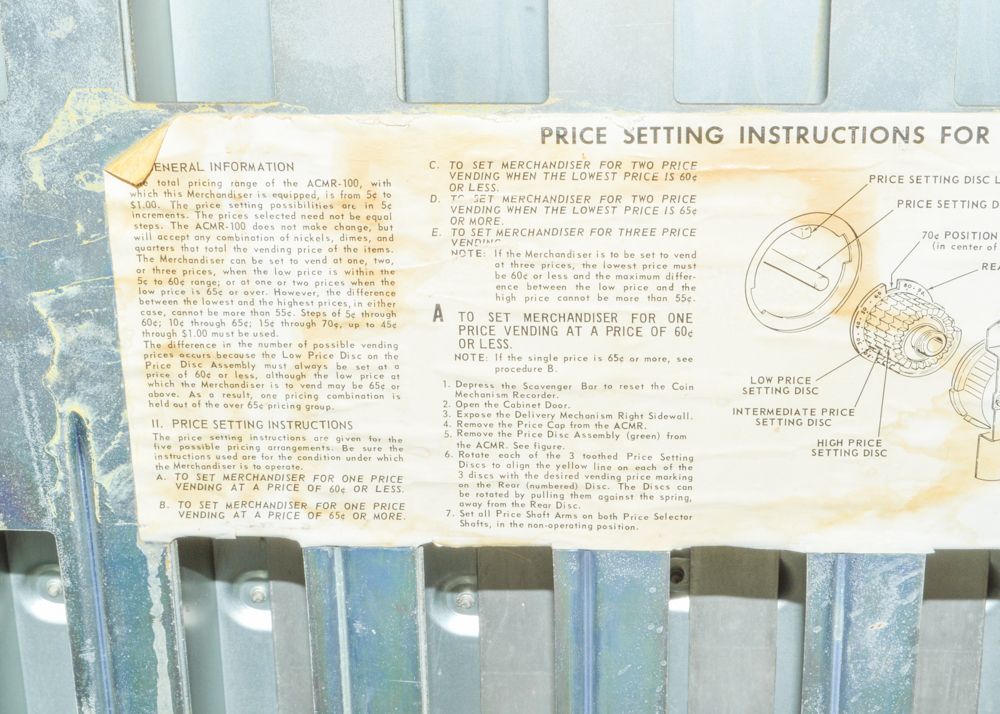 PRICE SETTING INSTRUCTIONS FOR
ENERAL INFORMATION
total pricing range of the ACMR-100, with
which this Merchandiser is equipped, is from 5¢ to
$1.00. The price setting possibilities are in 5¢
increments. The prices selected need not be equal
steps. The ACMR-100 does not make change, but
will accept any combination of nickels, dimes, and
quarters that total the vending price of the items.
The Merchandiser can be set to vend at one, two,
or three prices, when the low price is within the
5¢ to 60¢ range; or at one or two prices when the
low price is 65¢ or over. However, the difference
between the lowest and the highest prices, in either
case, cannot be more than 55¢. Steps of 5¢ through
60¢; 10¢ through 65¢; 15¢ through 70¢, up to 45¢
through $1.00 must be used.
The difference in the number of possible vending
prices occurs because the Low Price Disc on the
Price Disc Assembly must always be set at a
price of 60¢ or less, although the low price at
which the Merchandiser is to vend may be 65¢ or
above. As a result, one pricing combination is
held out of the over 65¢ pricing group.
II. PRICE SETTING INSTRUCTIONS
The price setting instructions are given for the
five possible pricing arrangements. Be sure the
instructions used are for the condition under which
the Merchandiser is to operate.
A. TO SET MERCHANDISER FOR ONE PRICE
VENDING AT A PRICE OF 60¢ OR LESS.
B. TO SET MERCHANDISER FOR ONE PRICE
VENDING AT A PRICE OF 65¢ OR MORE.
C. TO SET MERCHANDISER FOR TWO PRICE
VENDING WHEN THE LOWEST PRICE IS 60¢
OR LESS.
D. TO SET MERCHANDISER FOR TWO PRICE
VENDING WHEN THE LOWEST PRICE IS 65¢
OR MORE.
E. TO SET MERCHANDISER FOR THREE PRICE
VENDING
NOTE: If the Merchandiser is to be set to vend
at three prices, the lowest price must
be 60¢ or less and the maximum differ-
ence between the low price and the
high price cannot be more than 55¢.
A TO SET MERCHANDISER FOR ONE
PRICE VENDING AT A PRICE OF 60¢
OR LESS.
NOTE: If the single price is 65¢ or more, see
procedure B.
1. Depress the Scavenger Bar to reset the Coin
Mechanism Recorder.
2. Open the Cabinet Door.
3. Expose the Delivery Mechanism Right Sidewall.
4. Remove the Price Cap from the ACMR.
5. Remove the Price Disc Assembly (green) from
the ACMR. See figure.
6. Rotate each of the 3 toothed Price Setting
Discs to align the yellow line on each of the
3 discs with the desired vending price marking
on the Rear (numbered) Disc. The Discs can
be rotated by pulling them against the spring,
away from the Rear Disc.
7. Set all Price Shaft Arms on both Price Selector
Shafts, in the non-operating position.
PRICE SETTING DISC L
PRICE SETTING D
70¢ POSITION
(in center of
REA
LOW PRICE
SETTING DISC
INTERMEDIATE PRICE
SETTING DISC
HIGH PRICE
SETTING DISC